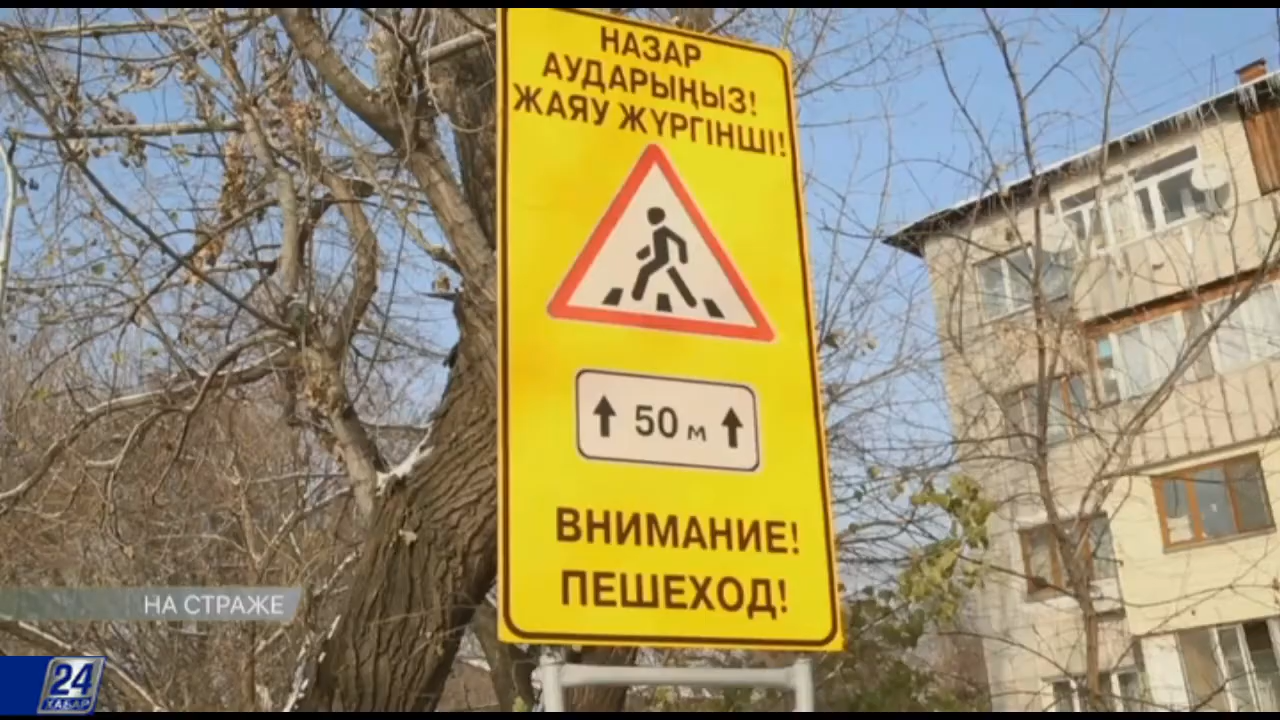 НАЗАР
АУДАРЫҢЫЗ!
ЖАЯУ ЖҮРГІНШІ!
50 м
ВНИМАНИЕ!
ПЕШЕХОД!
НА СТРАЖЕ
24
ХАБАР